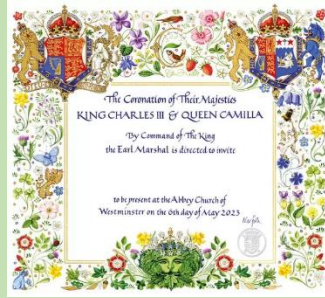 The Coronation of Their Majesties
KING CHARLES III & QUEEN CAMILLA
By Command of The King
the Earl Marshal is directed to invite
to be present at the Abbey Church of
Westminster on the 6th day of May 2023
Norfolk